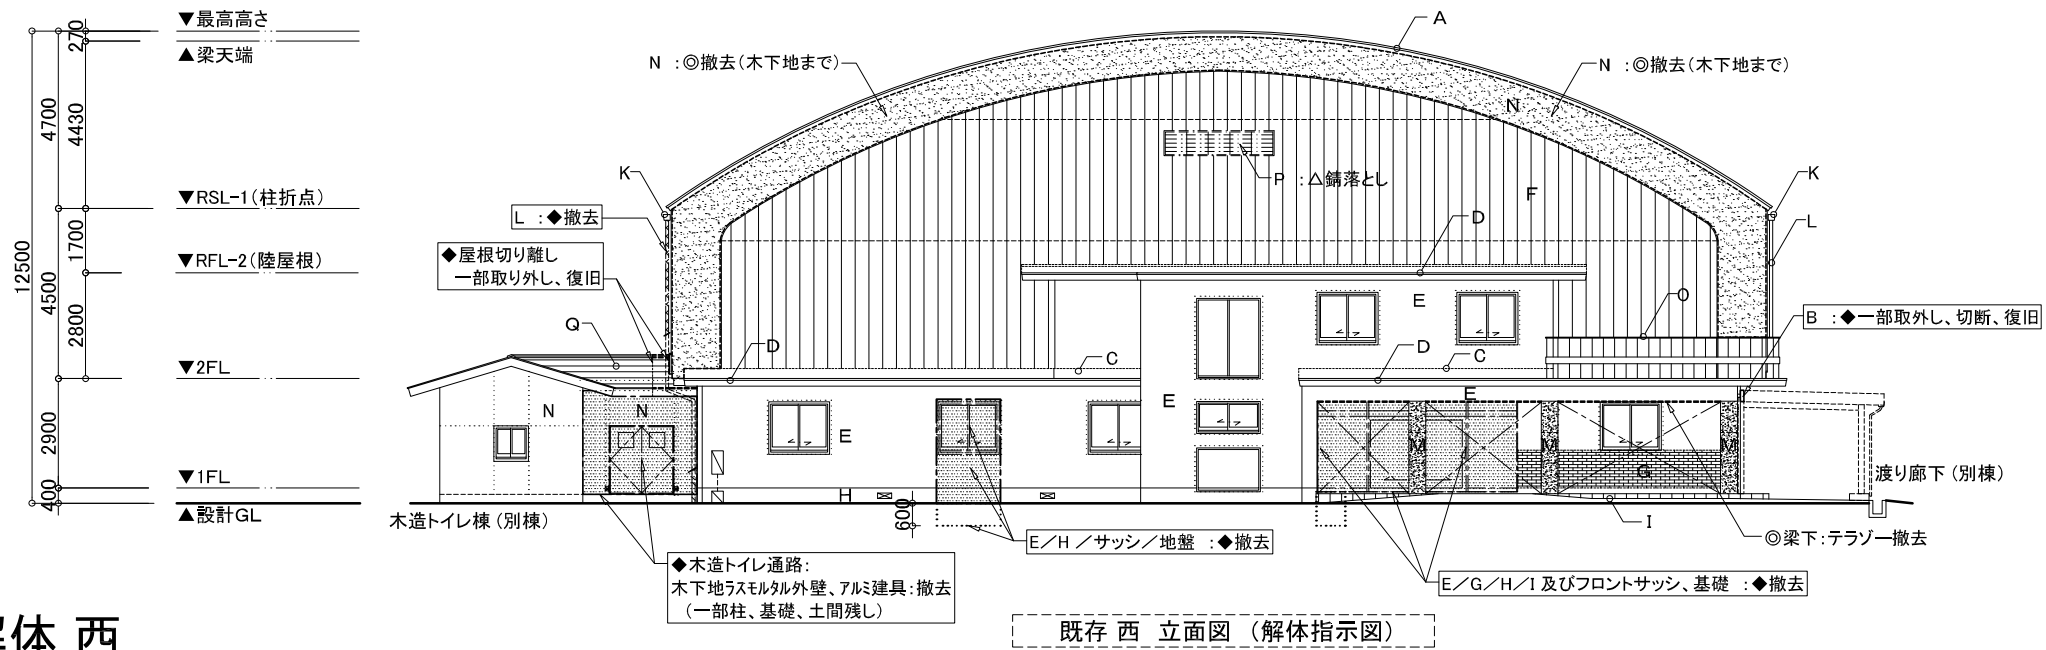 ▼最高高さ
▲梁天端
▼RSL-1(柱折点)
▼RFL-2(陸屋根)
▼2FL
▼1FL
▲設計GL
270
4700
4430
12500
1700
4500
2800
2900
400
A
N :◎撤去(木下地まで)
N :◎撤去(木下地まで)
N
K
K
P :△錆落とし
F
L :◆撤去
D
L
◆屋根切り離し
一部取り外し、復旧
E
O
B :◆一部取外し、切断、復旧
Q
D
C
D
C
N
N
E
E
E
M
M
M
G
H
600
I
渡り廊下(別棟)
木造トイレ棟(別棟)
E/H /サッシ/地盤 :◆撤去
◎梁下:テラゾー撤去
◆木造トイレ通路:
木下地ラスモルタル外壁、アルミ建具:撤去
(一部柱、基礎、土間残し)
E/G/H/I 及びフロントサッシ、基礎 :◆撤去
既存 西 立面図 (解体指示図)
解体 西